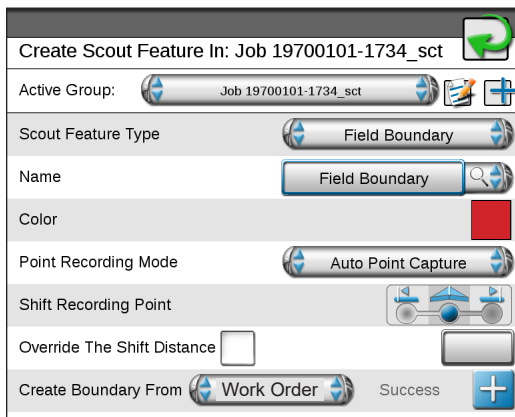 Create Scout Feature In: Job 19700101-1734_sct
Active Group: Job 19700101-1734_sct
Scout Feature Type Field Boundary
Name Field Boundary
Color
Point Recording Mode Auto Point Capture
Shift Recording Point
Override The Shift Distance
Create Boundary From Work Order Success